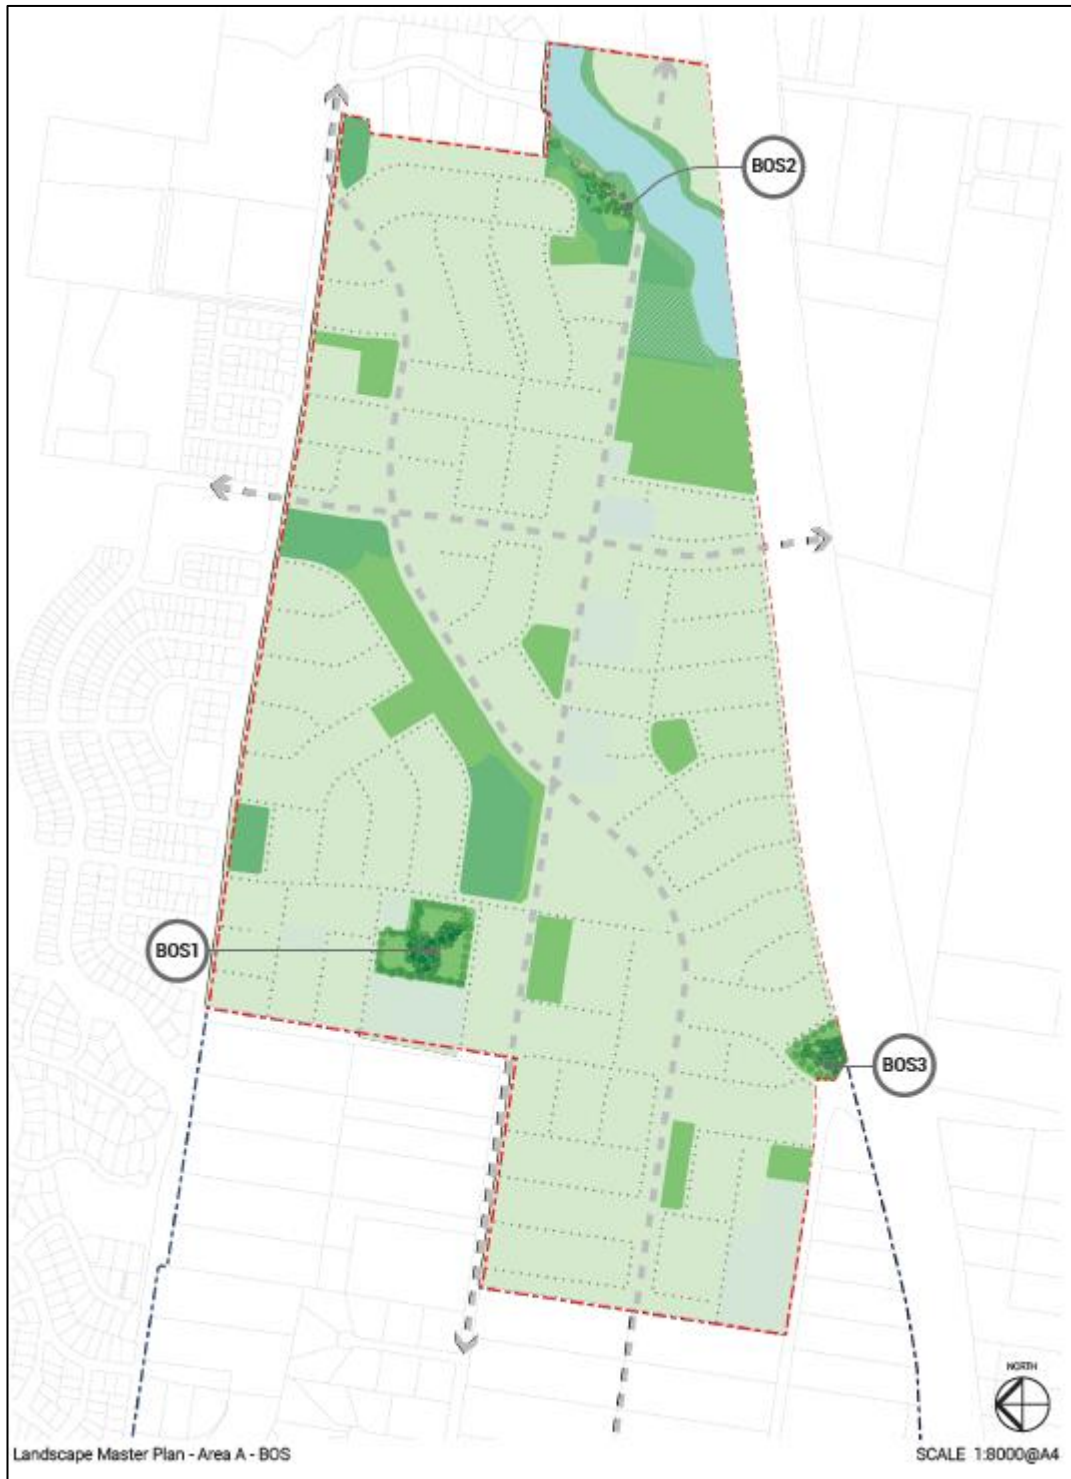 BOS2
BOS1
BOS3
NORTH
Landscape Master Plan - Area A - BOS
SCALE 1:8000@A4